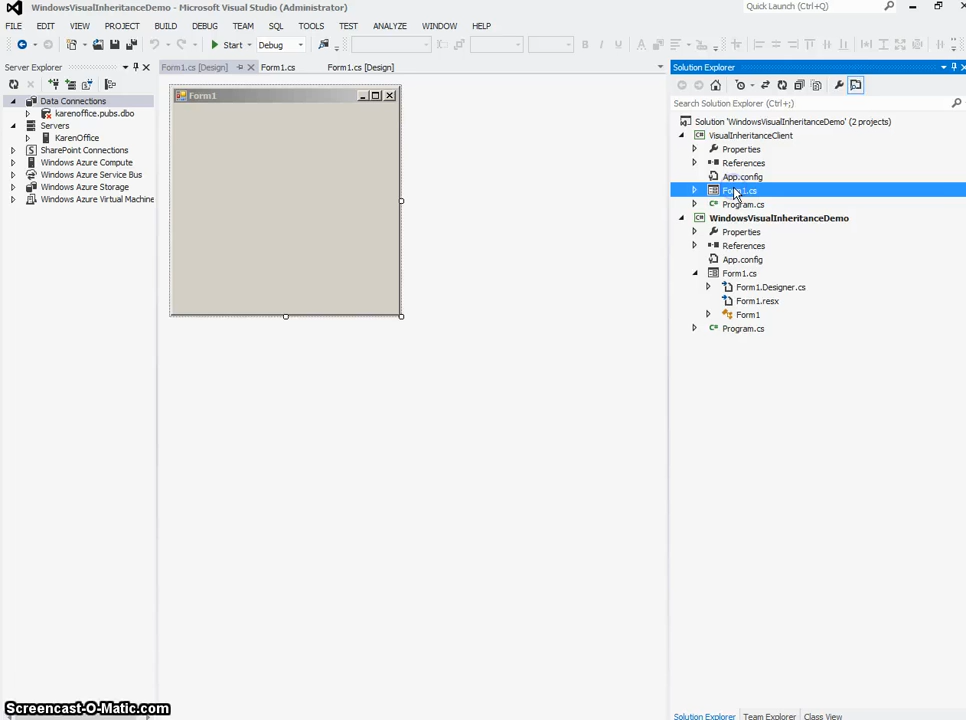 WindowsVisualInheritanceDemo - Microsoft Visual Studio (Administrator)
Quick Launch (Ctrl+Q)
FILE EDIT VIEW PROJECT BUILD DEBUG TEAM SQL TOOLS TEST ANALYZE WINDOW HELP
Start Debug
Server Explorer
Form1.cs [Design] Form1.cs Form1.cs [Design]
Solution Explorer
Data Connections
karenoffice.pubs.dbo
Servers
KarenOffice
SharePoint Connections
Windows Azure Compute
Windows Azure Service Bus
Windows Azure Storage
Windows Azure Virtual Machine
Form1
Search Solution Explorer (Ctrl+;)
Solution 'WindowsVisualInheritanceDemo' (2 projects)
VisualInheritanceClient
Properties
References
App.config
Form1.cs
Program.cs
WindowsVisualInheritanceDemo
Properties
References
App.config
Form1.cs
Form1.Designer.cs
Form1.resx
Form1
Program.cs
Screencast-O-Matic.com
Solution Explorer Team Explorer Class View